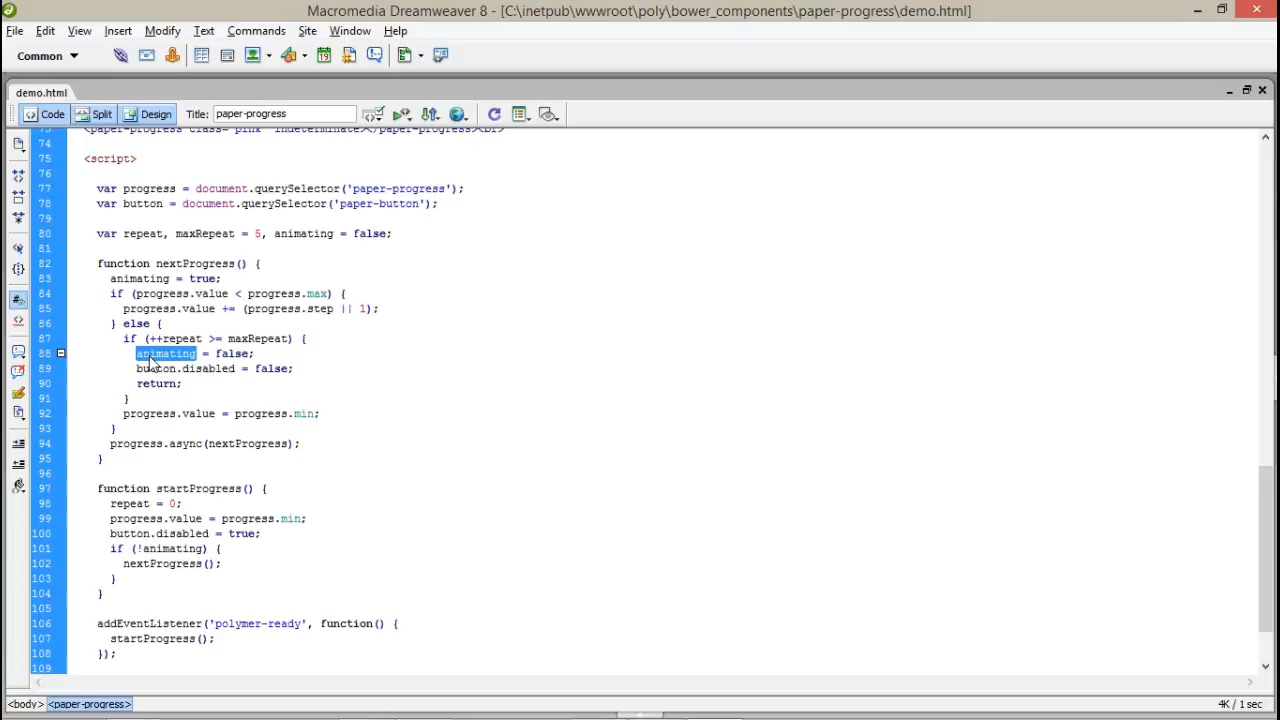 Macromedia Dreamweaver 8 - [C:\inetpub\wwwroot\poly\bower_components\paper-progress\demo.html]
File Edit View Insert Modify Text Commands Site Window Help
Common
demo.html
Code Split Design Title: paper-progress
73 <paper-progress class="pink" indeterminate></paper-progress><br>
74
75 <script>
76
77 var progress = document.querySelector('paper-progress');
78 var button = document.querySelector('paper-button');
79
80 var repeat, maxRepeat = 5, animating = false;
81
82 function nextProgress() {
83 animating = true;
84 if (progress.value < progress.max) {
85 progress.value += (progress.step || 1);
86 } else {
87 if (++repeat >= maxRepeat) {
88 animating = false;
89 button.disabled = false;
90 return;
91 }
92 progress.value = progress.min;
93 }
94 progress.async(nextProgress);
95 }
96
97 function startProgress() {
98 repeat = 0;
99 progress.value = progress.min;
100 button.disabled = true;
101 if (!animating) {
102 nextProgress();
103 }
104 }
105
106 addEventListener('polymer-ready', function() {
107 startProgress();
108 });
109
<body> <paper-progress> 4K / 1 sec